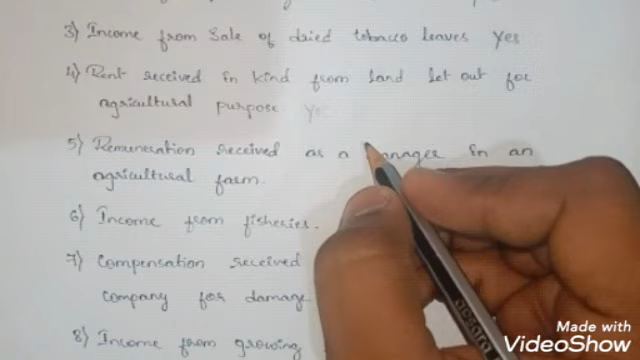 3) Income from Sale of dried tobacco leaves Yes
4) Rent received in kind from land let out for
agricultural purpose Yes
5) Remuneration received as a manager in an
agricultural farm.
6) Income from fisheries.
7) Compensation received
company for damage
8) Income from growing
apsara
Made with
VideoShow